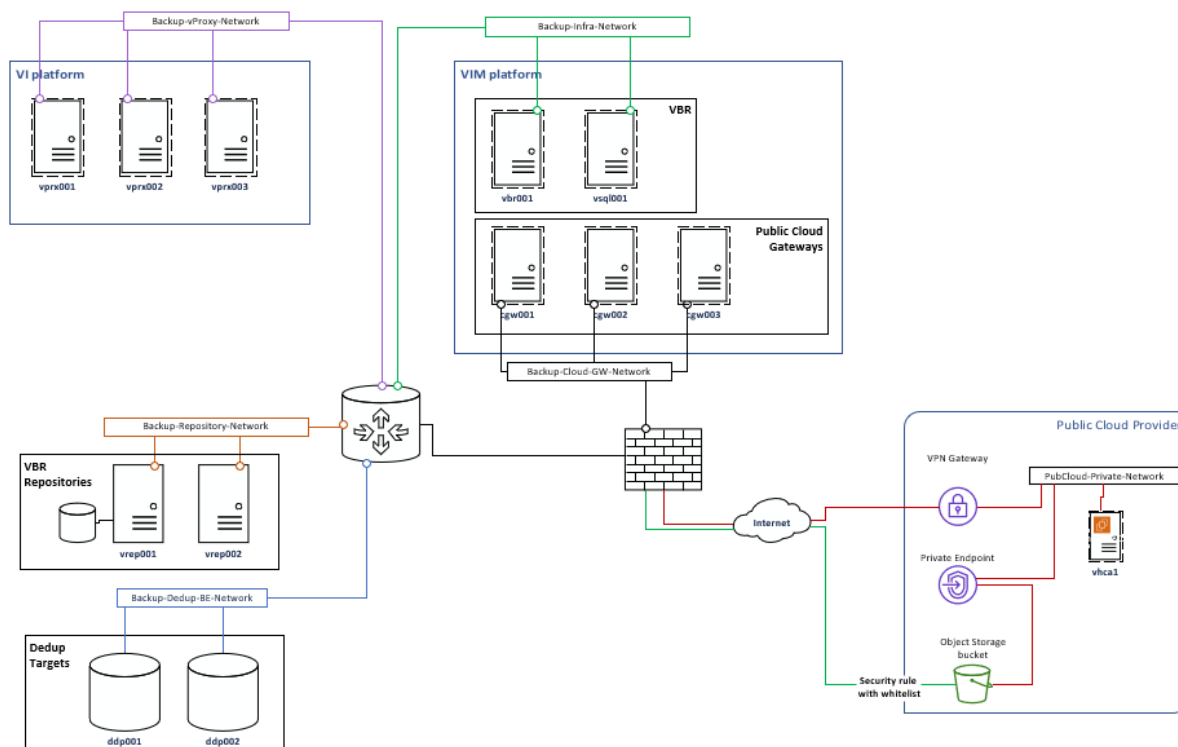 Backup-vProxy-Network
Backup-Infra-Network
VI platform
vprx001
vprx002
vprx003
VIM platform
VBR
vbr001
vsql001
Public Cloud
Gateways
cgw001
cgw002
cgw003
Backup-Cloud-GW-Network
Backup-Repository-Network
VBR
Repositories
vrep001
vrep002
Backup-Dedup-BE-Network
Dedup
Targets
ddp001
ddp002
Internet
Public Cloud Provider
VPN Gateway
PubCloud-Private-Network
vhca1
Private Endpoint
Object Storage
bucket
Security rule
with whitelist